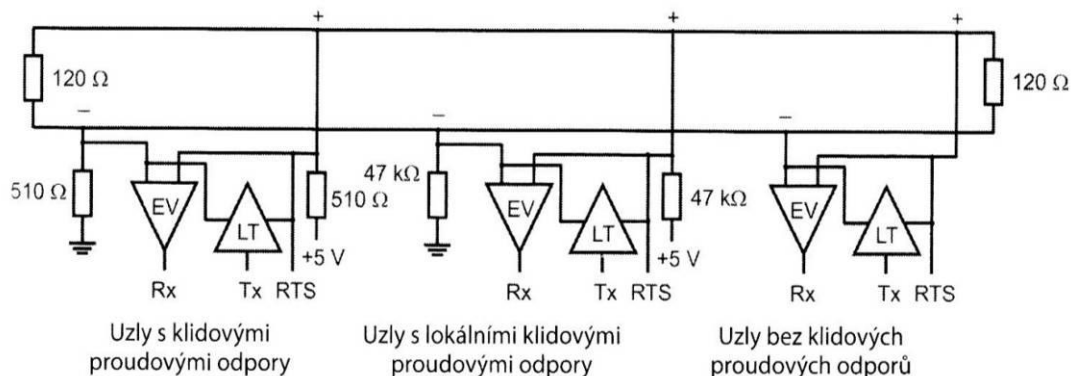 + + +
120 Ω
120 Ω
– – –
510 Ω
EV
LT
510 Ω
+5 V
47 kΩ
EV
LT
47 kΩ
+5 V
EV
LT
Rx Tx RTS
Rx Tx RTS
Rx Tx RTS
Uzly s klidovými
proudovými odpory
Uzly s lokálními klidovými
proudovými odpory
Uzly bez klidových
proudových odporů